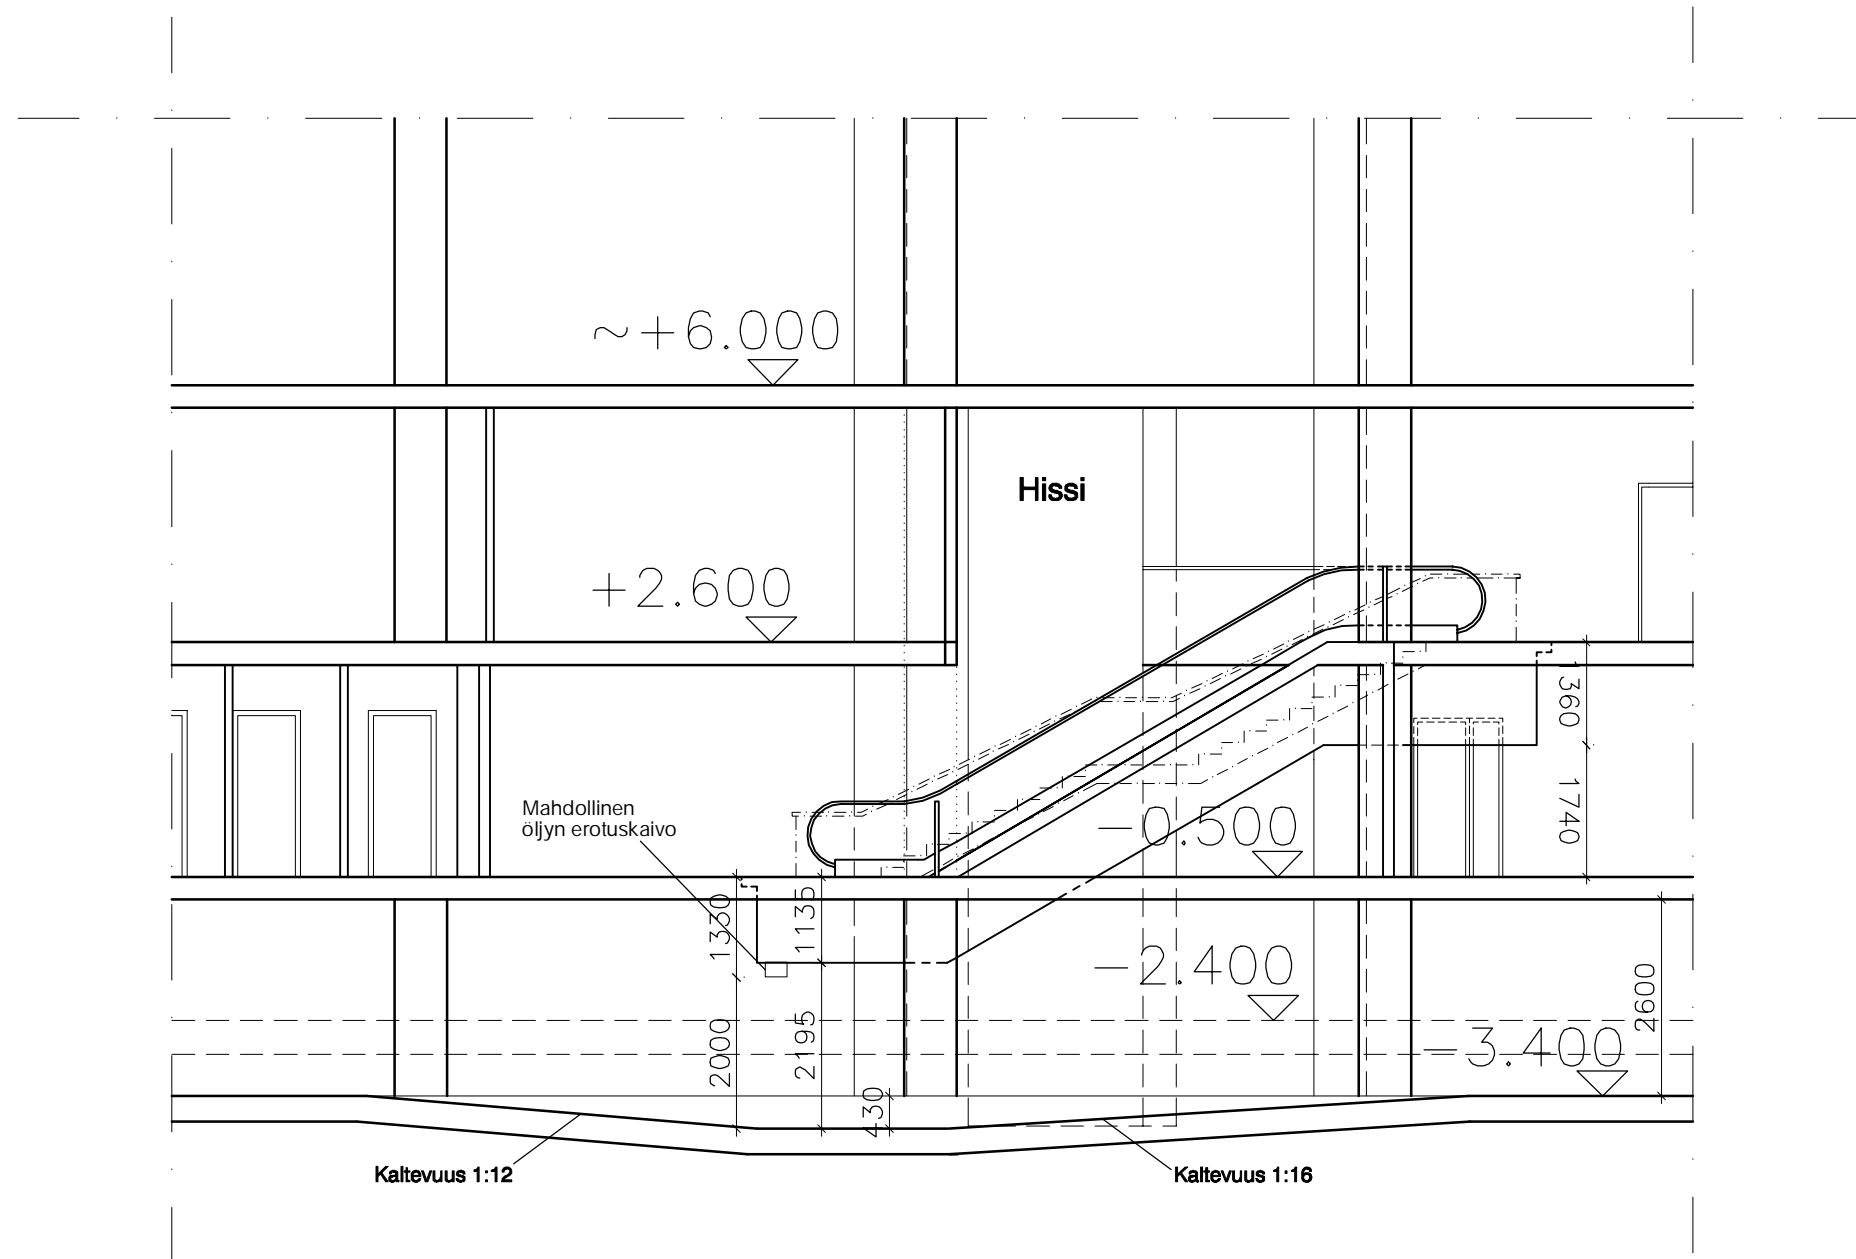 ~+6.000
Hissi
+2.600
1360
1740
Mahdollinen
öljyn erotuskaivo
-0.500
1330
1135
-2.400
2600
2000
2195
-3.400
430
Kaltevuus 1:12
Kaltevuus 1:16